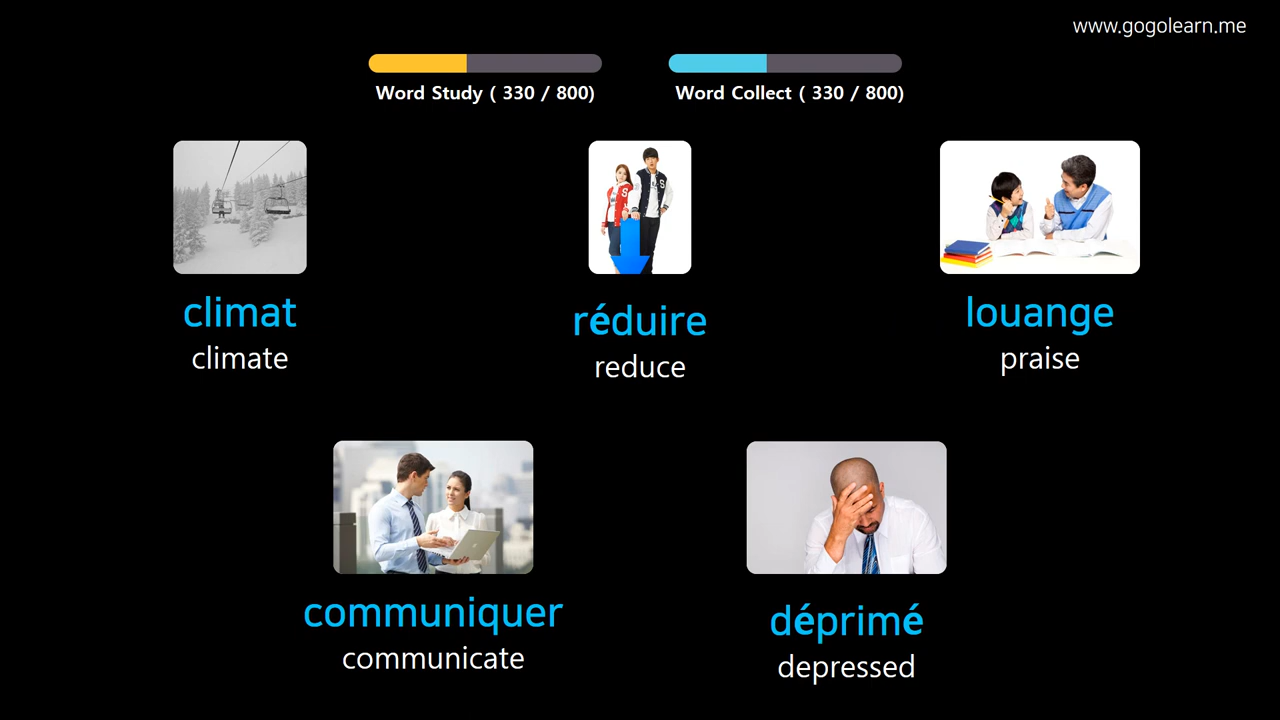 www.gogolearn.me
Word Study ( 330 / 800)
Word Collect ( 330 / 800)
climat
climate
réduire
reduce
louange
praise
communiquer
communicate
déprimé
depressed